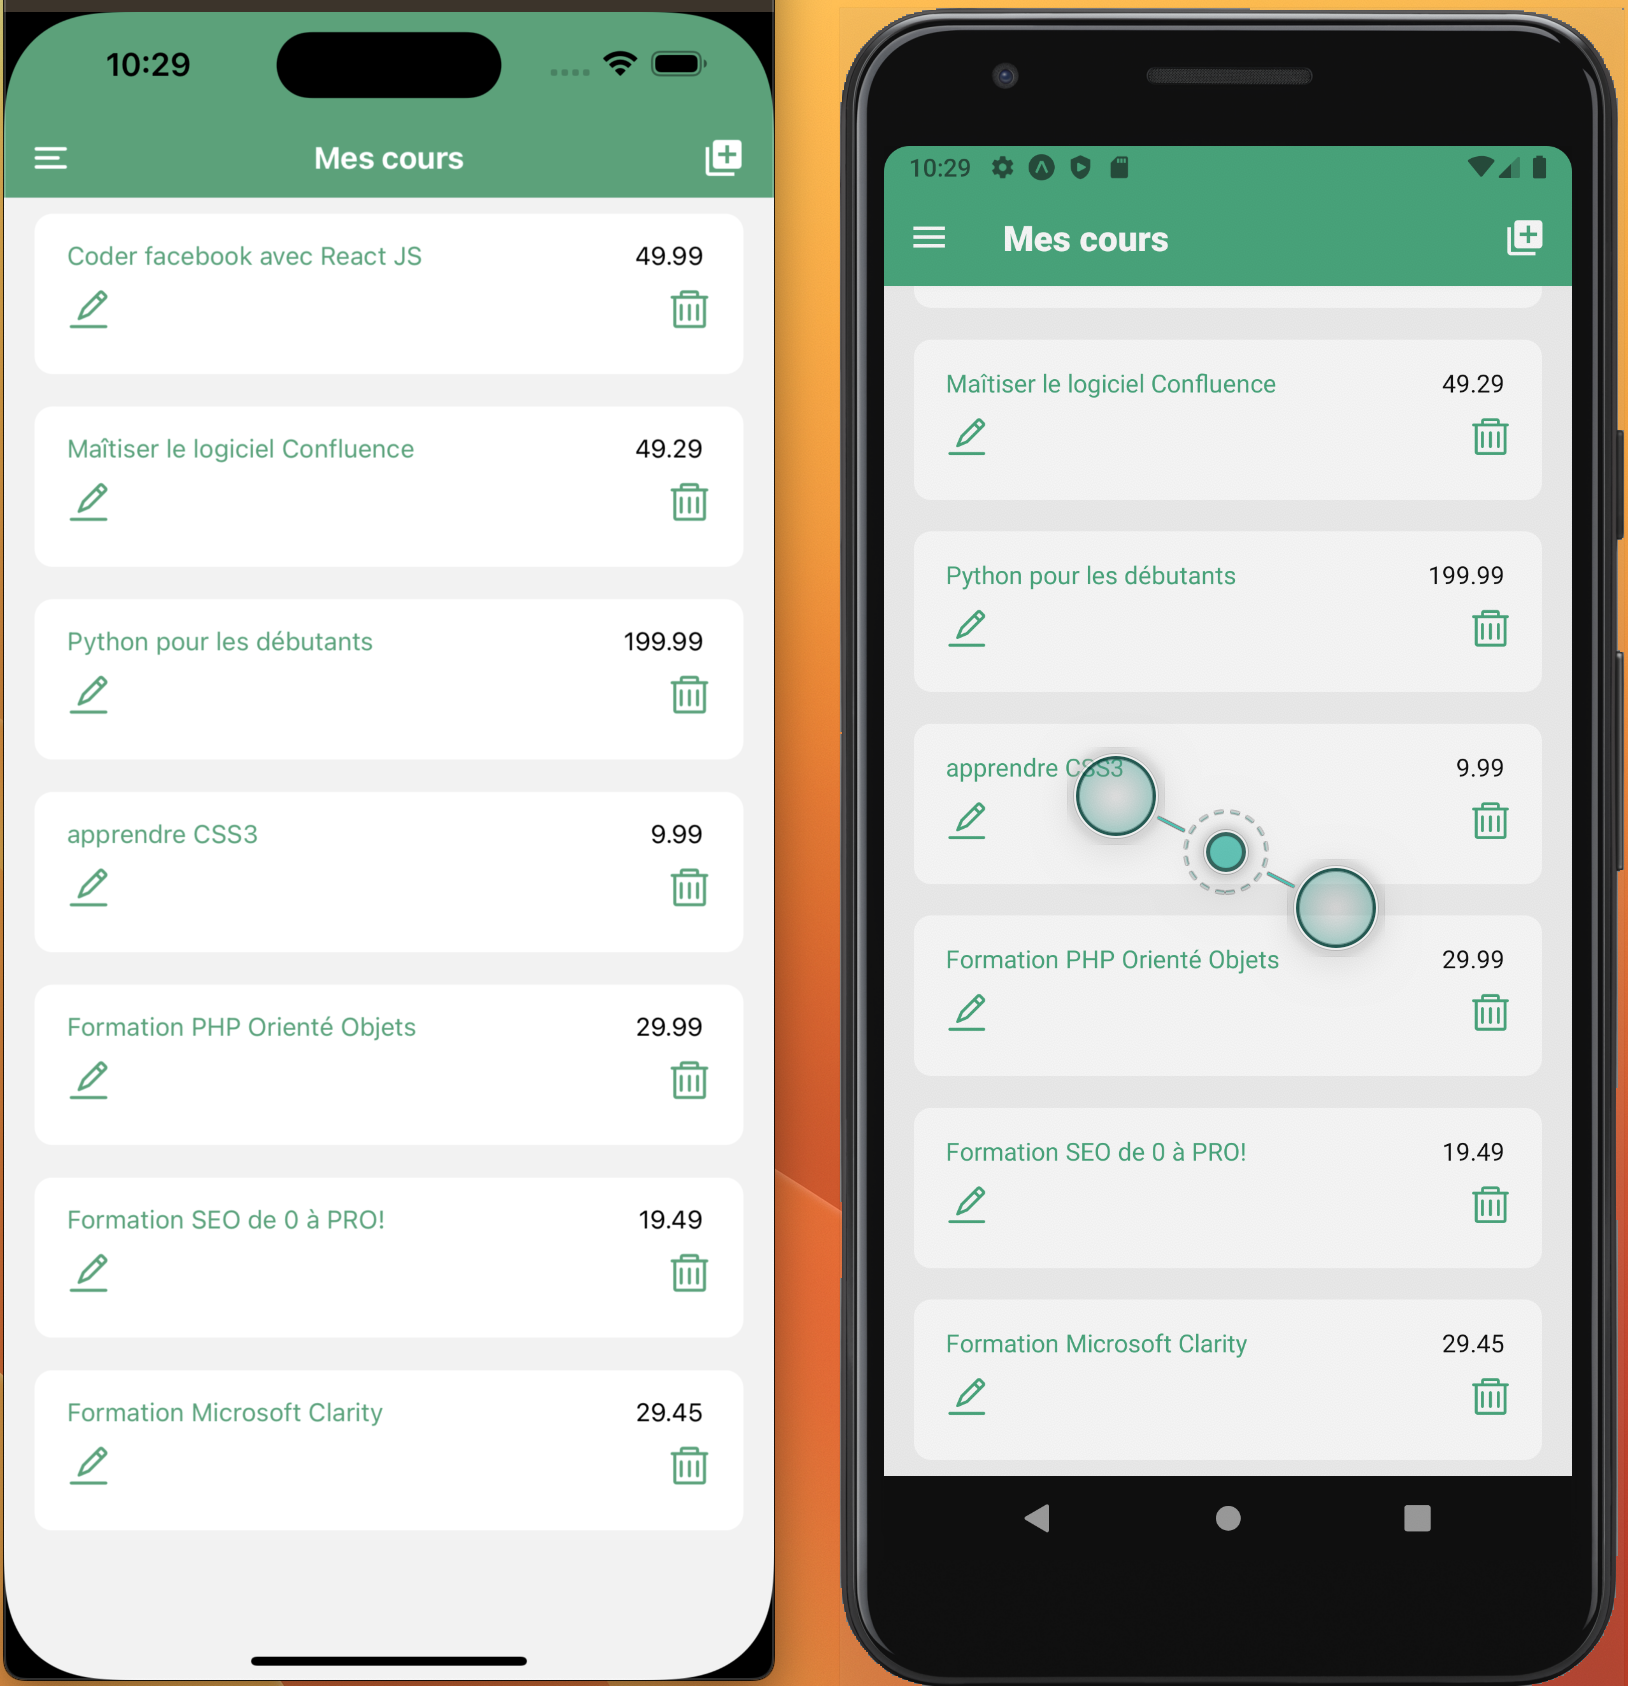 10:29
Mes cours
Coder facebook avec React JS 49.99
Maîtiser le logiciel Confluence 49.29
Python pour les débutants 199.99
apprendre CSS3 9.99
Formation PHP Orienté Objets 29.99
Formation SEO de 0 à PRO! 19.49
Formation Microsoft Clarity 29.45
10:29
Mes cours
Maîtiser le logiciel Confluence 49.29
Python pour les débutants 199.99
apprendre CSS3 9.99
Formation PHP Orienté Objets 29.99
Formation SEO de 0 à PRO! 19.49
Formation Microsoft Clarity 29.45